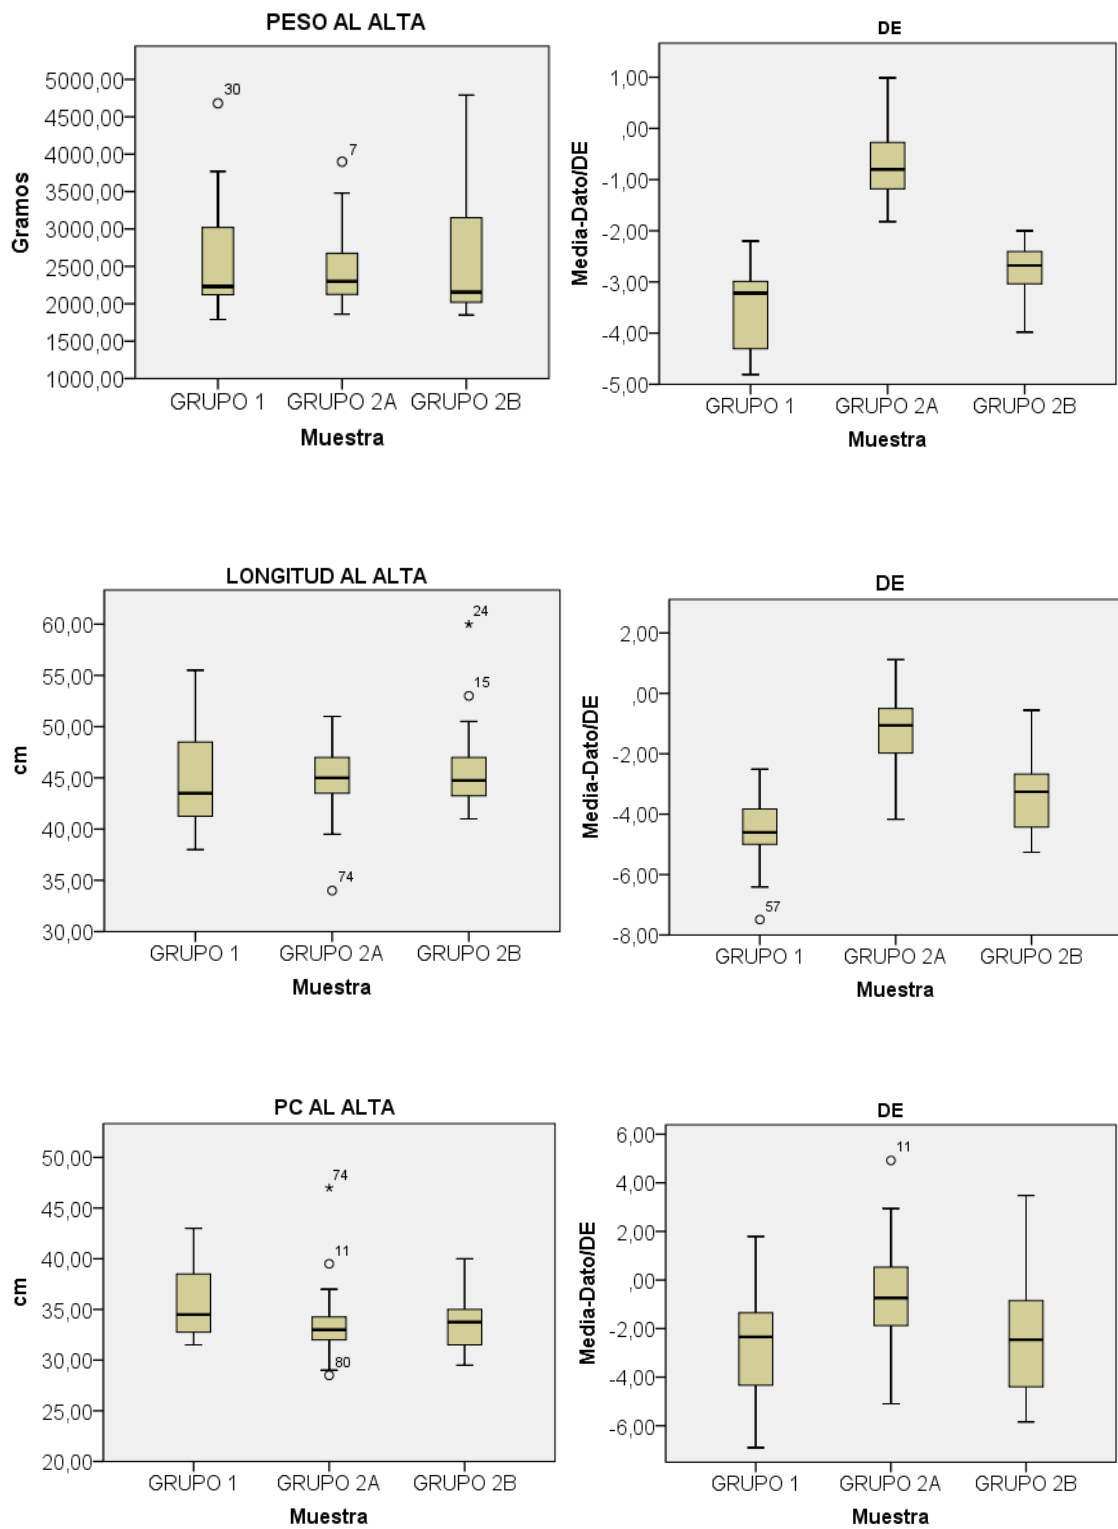 PESO AL ALTA
Gramos
5000,00
4500,00
4000,00
3500,00
3000,00
2500,00
2000,00
1500,00
1000,00
30
7
GRUPO 1 GRUPO 2A GRUPO 2B
Muestra
DE
Media-Dato/DE
1,00
,00
-1,00
-2,00
-3,00
-4,00
-5,00
GRUPO 1 GRUPO 2A GRUPO 2B
Muestra
LONGITUD AL ALTA
cm
60,00
55,00
50,00
45,00
40,00
35,00
30,00
24
15
74
GRUPO 1 GRUPO 2A GRUPO 2B
Muestra
DE
Media-Dato/DE
2,00
,00
-2,00
-4,00
-6,00
-8,00
57
GRUPO 1 GRUPO 2A GRUPO 2B
Muestra
PC AL ALTA
cm
50,00
45,00
40,00
35,00
30,00
25,00
20,00
74
11
80
GRUPO 1 GRUPO 2A GRUPO 2B
Muestra
DE
Media-Dato/DE
6,00
4,00
2,00
,00
-2,00
-4,00
-6,00
11
GRUPO 1 GRUPO 2A GRUPO 2B
Muestra